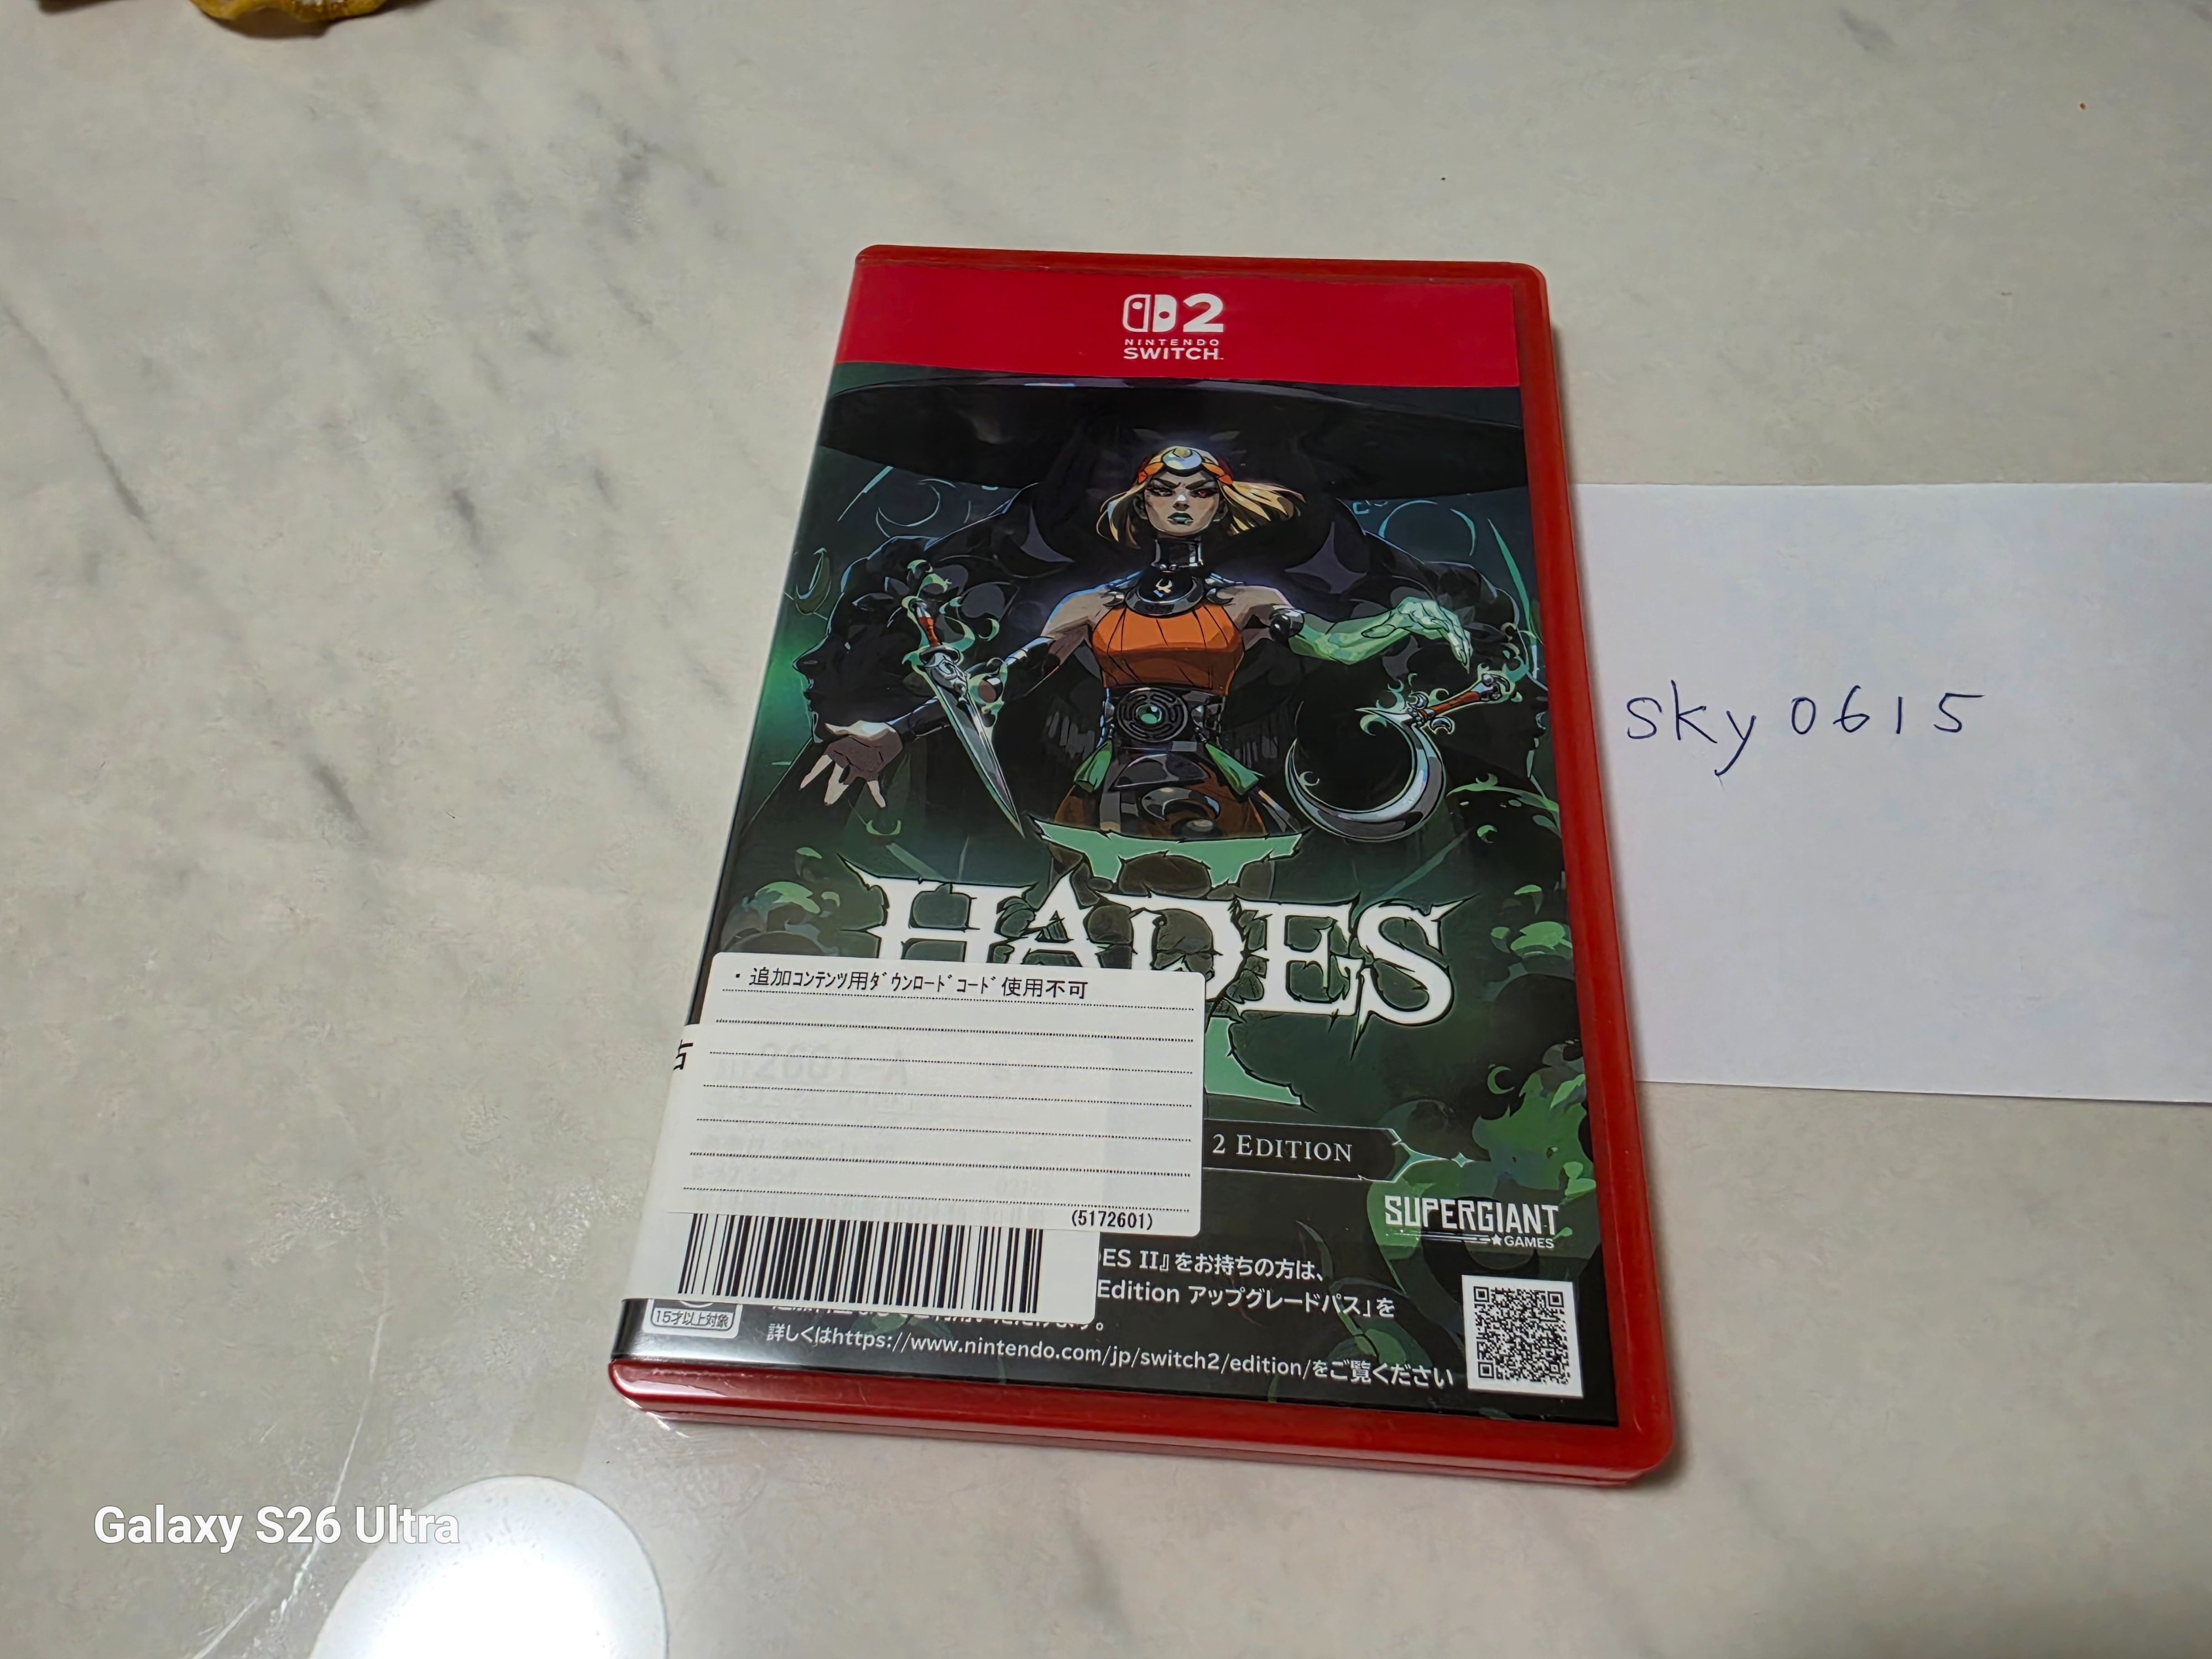 2
NINTENDO
SWITCH
sky0615
II
HADES
・追加コンテンツ用ダウンロードコード使用不可
2601-A
2 EDITION
(5172601)
SUPERGIANT
GAMES
DES II』をお持ちの方は、
Edition アップグレードパス」を
15才以上対象
詳しくはhttps://www.nintendo.com/jp/switch2/edition/をご覧ください
Galaxy S26 Ultra